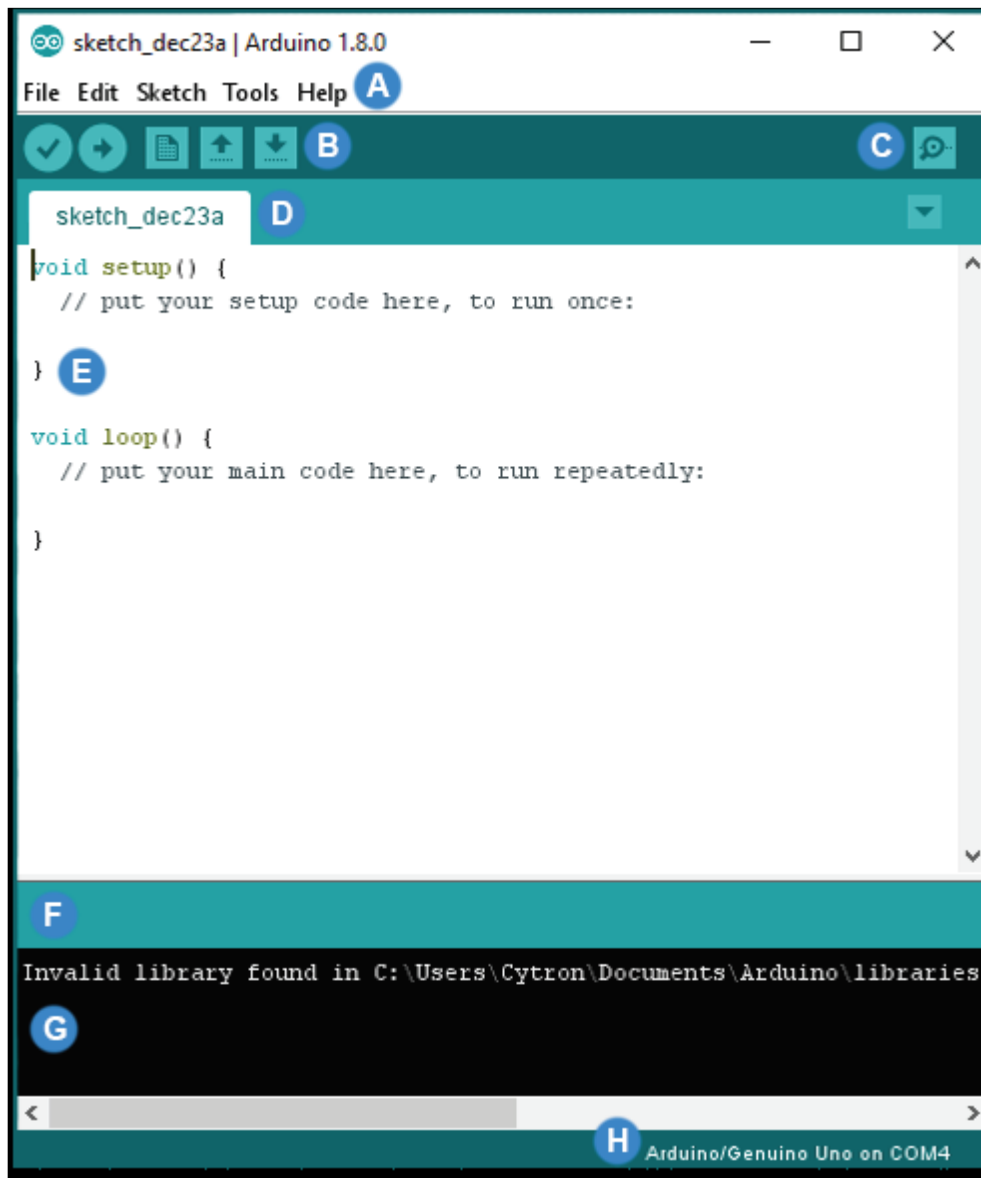 sketch_dec23a | Arduino 1.8.0
File Edit Sketch Tools Help A
B C
sketch_dec23a D
void setup() {
// put your setup code here, to run once:
} E
void loop() {
// put your main code here, to run repeatedly:
}
F
Invalid library found in C:\Users\Cytron\Documents\Arduino\libraries
G
H Arduino/Genuino Uno on COM4